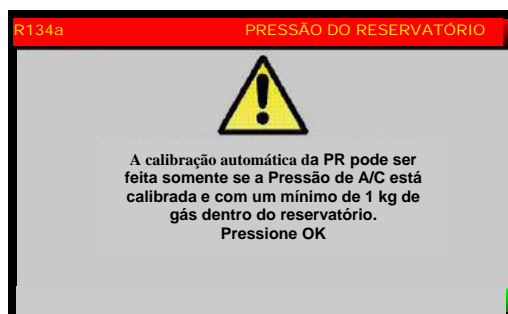 R134a PRESSÃO DO RESERVATÓRIO
A calibração automática da PR pode ser
feita somente se a Pressão de A/C está
calibrada e com um mínimo de 1 kg de
gás dentro do reservatório.
Pressione OK